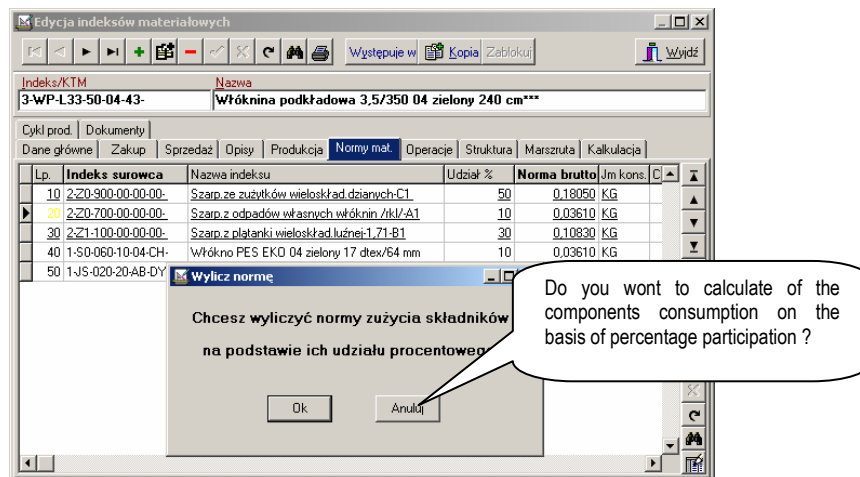 Edycja indeksów materiałowych
Występuje w Kopia Zablokuj Wyjdź
Indeks/KTM Nazwa
3-WP-L33-50-04-43- Włóknina podkładowa 3,5/350 04 zielony 240 cm***
Cykl prod. Dokumenty
Dane główne Zakup Sprzedaż Opisy Produkcja Normy mat. Operacje Struktura Marszruta Kalkulacja
Lp. Indeks surowca Nazwa indeksu Udział % Norma brutto Jm kons. C
10 2-Z0-900-00-00-00- Szarp.ze zużytków wieloskład.dzianych-C1 50 0,18050 KG
20 2-Z0-700-00-00-00- Szarp.z odpadów własnych włóknin /rkl/-A1 10 0,03610 KG
30 2-Z1-100-00-00-00- Szarp.z plątanki wieloskład.luźnej-1,71-B1 30 0,10830 KG
40 1-S0-060-10-04-CH- Włókno PES EKO 04 zielony 17 dtex/64 mm 10 0,03610 KG
50 1-JS-020-20-AB-DY
Wylicz normę
Chcesz wyliczyć normy zużycia składników
na podstawie ich udziału procentowego
Ok Anuluj
Do you wont to calculate of the
components consumption on the
basis of percentage participation ?